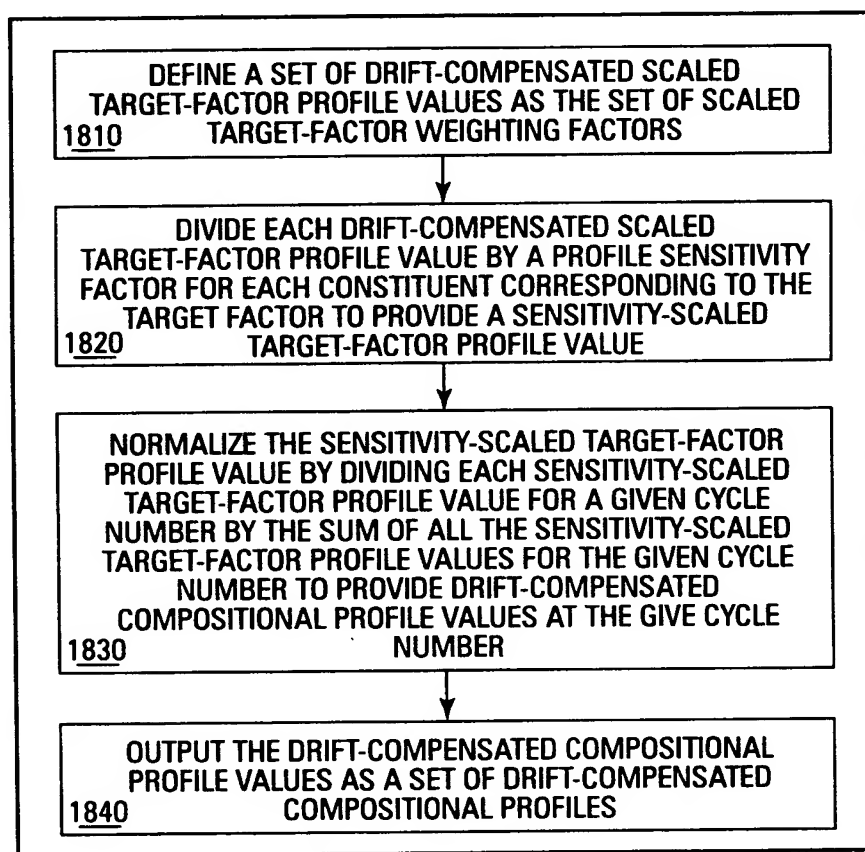 DEFINE A SET OF DRIFT-COMPENSATED SCALED
TARGET-FACTOR PROFILE VALUES AS THE SET OF SCALED
TARGET-FACTOR WEIGHTING FACTORS
1810
DIVIDE EACH DRIFT-COMPENSATED SCALED
TARGET-FACTOR PROFILE VALUE BY A PROFILE SENSITIVITY
FACTOR FOR EACH CONSTITUENT CORRESPONDING TO THE
TARGET FACTOR TO PROVIDE A SENSITIVITY-SCALED
1820 TARGET-FACTOR PROFILE VALUE
NORMALIZE THE SENSITIVITY-SCALED TARGET-FACTOR
PROFILE VALUE BY DIVIDING EACH SENSITIVITY-SCALED
TARGET-FACTOR PROFILE VALUE FOR A GIVEN CYCLE
NUMBER BY THE SUM OF ALL THE SENSITIVITY-SCALED
TARGET-FACTOR PROFILE VALUES FOR THE GIVEN CYCLE
NUMBER TO PROVIDE DRIFT-COMPENSATED
COMPOSITIONAL PROFILE VALUES AT THE GIVE CYCLE
1830 NUMBER
OUTPUT THE DRIFT-COMPENSATED COMPOSITIONAL
PROFILE VALUES AS A SET OF DRIFT-COMPENSATED
1840 COMPOSITIONAL PROFILES